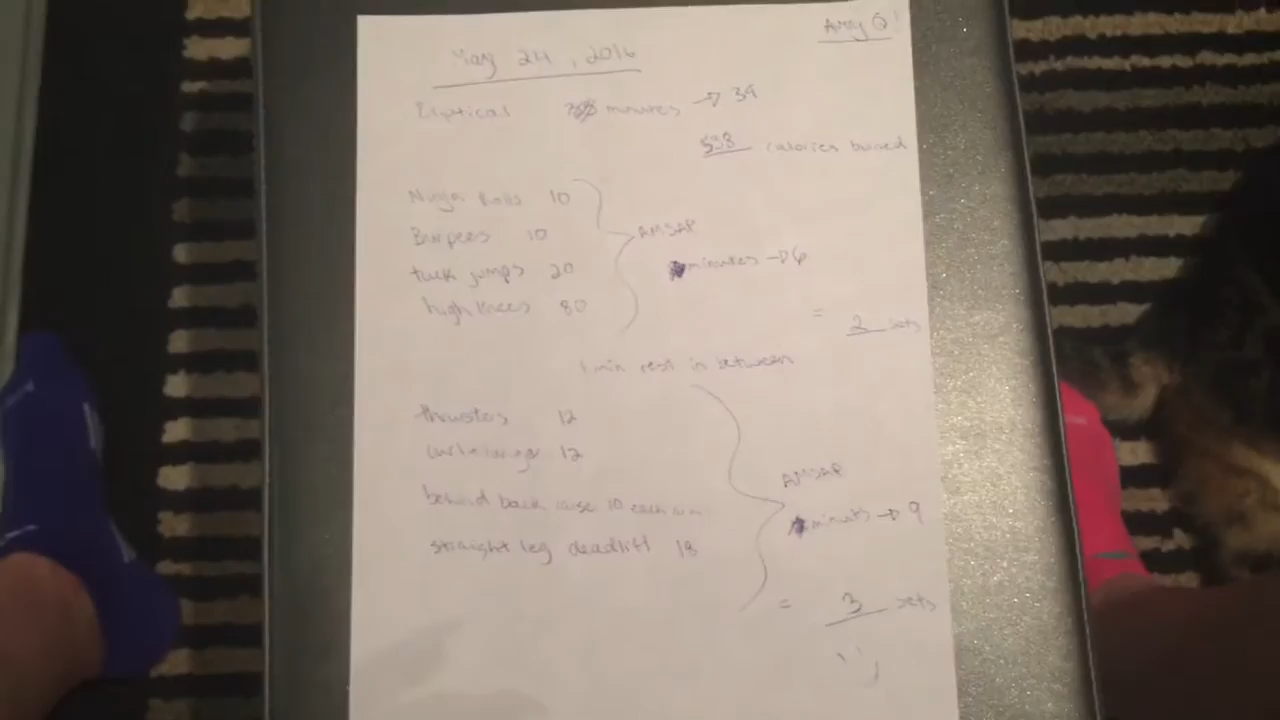 Amy Q
May 24, 2016
Eliptical minutes → 34
538 calories burned
Ninja Rolls 10
Burpees 10
AMSAP
tuck jumps 20
minutes → 6
high knees 80
= 2 sets
1 min rest in between
thrusters 12
12
AMSAP
behind back raise 10 each arm
minutes → 9
straight leg deadlift 18
= 3 sets